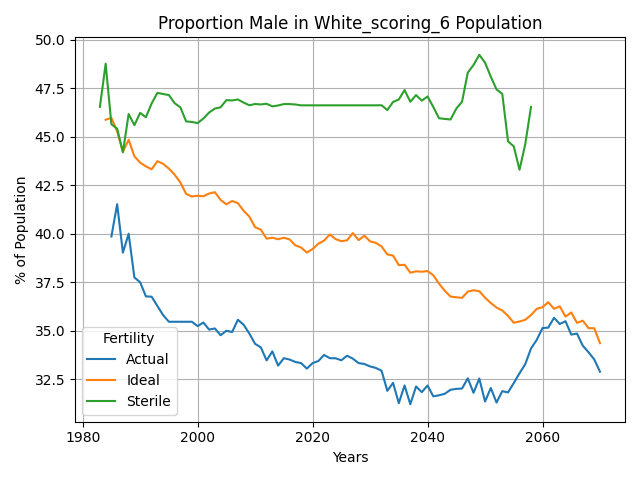 Proportion Male in White_scoring_6 Population
50.0
47.5
45.0
42.5
40.0
37.5
35.0
32.5
% of Population
Fertility
Actual
Ideal
Sterile
1980
2000
2020
2040
2060
Years